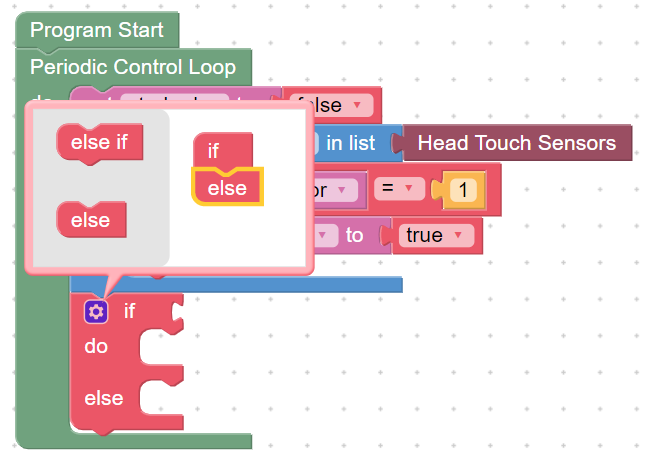 Program Start
Periodic Control Loop
false
in list Head Touch Sensors
= 1
to true
else if
else
if
else
if
do
else